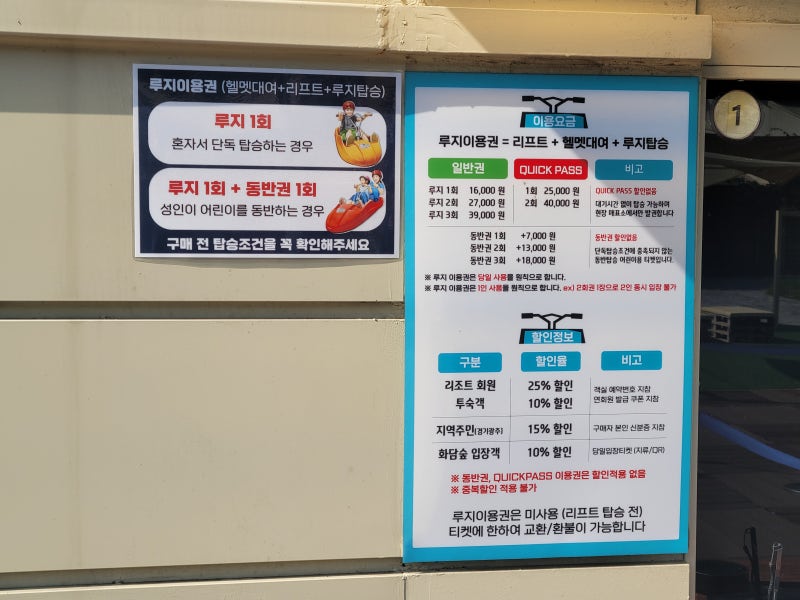 루지이용권 (헬멧대여+리프트+루지탑승)
루지 1회
혼자서 단독 탑승하는 경우
루지 1회 + 동반권 1회
성인이 어린이를 동반하는 경우
구매 전 탑승조건을 꼭 확인해주세요
이용요금
루지이용권 = 리프트 + 헬멧대여 + 루지탑승
일반권 QUICK PASS 비고
루지 1회 16,000 원 1회 25,000 원 QUICK PASS 할인없음
루지 2회 27,000 원 2회 40,000 원 대기시간 없이 탑승 가능하며
루지 3회 39,000 원 현장 매표소에서만 발권합니다
동반권 1회 +7,000 원 동반권 할인없음
동반권 2회 +13,000 원 단독탑승조건에 충족되지 않는
동반권 3회 +18,000 원 동반탑승 어린이용 티켓입니다.
※ 루지 이용권은 당일 사용을 원칙으로 합니다.
※ 루지 이용권은 1인 사용을 원칙으로 합니다. ex) 2회권 1장으로 2인 동시 입장 불가
할인정보
구분 할인율 비고
리조트 회원 25% 할인 객실 예약번호 지참
투숙객 10% 할인 연회원 발급 쿠폰 지참
지역주민(경기광주) 15% 할인 구매자 본인 신분증 지참
화담숲 입장객 10% 할인 당일입장티켓 (지류/QR)
※ 동반권, QUICKPASS 이용권은 할인적용 없음
※ 중복할인 적용 불가
루지이용권은 미사용 (리프트 탑승 전)
티켓에 한하여 교환/환불이 가능합니다
1